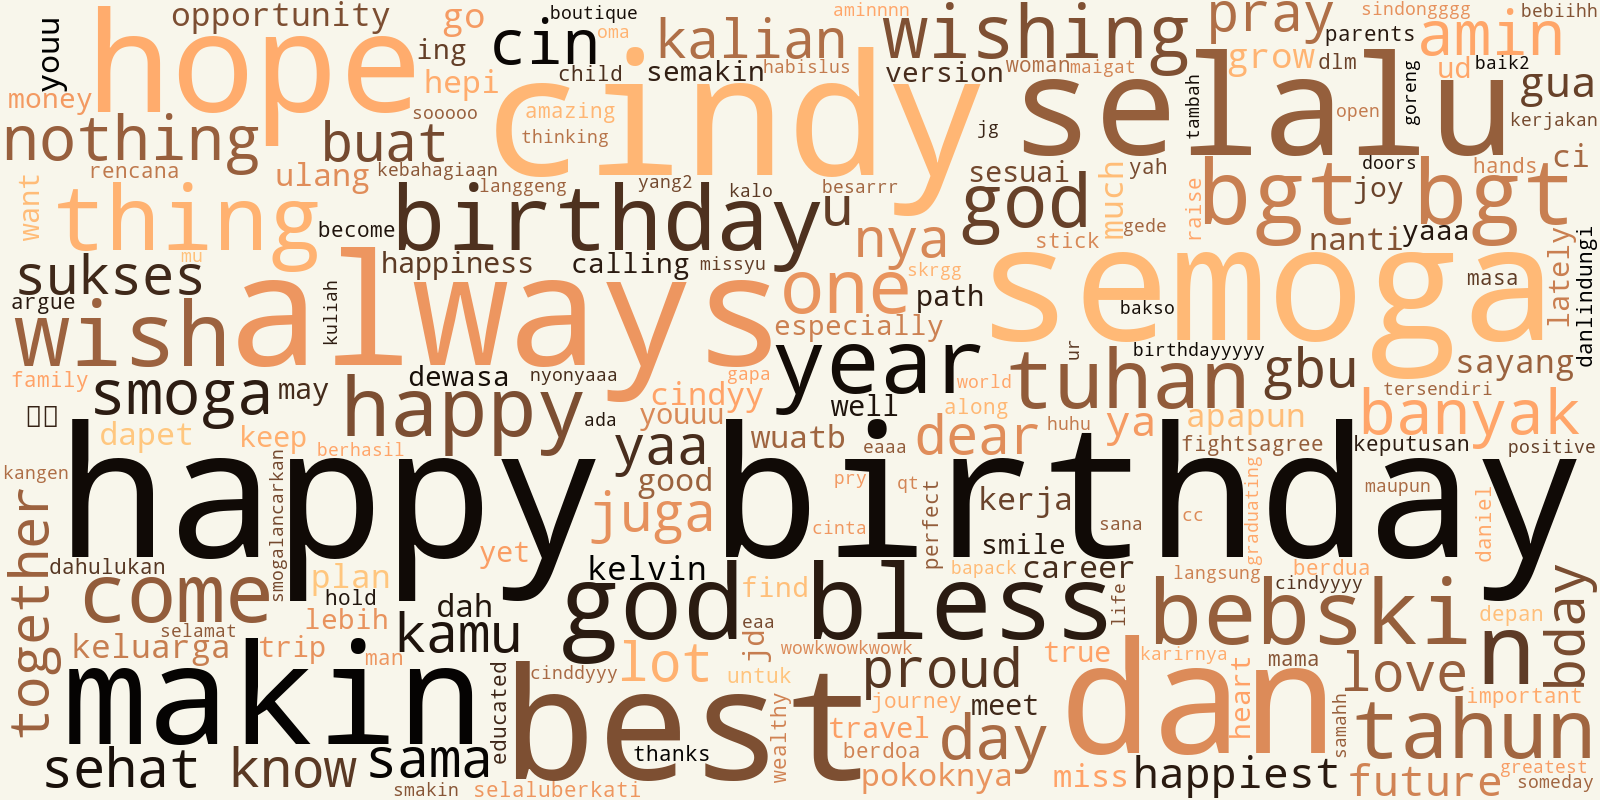 youu
hope
opportunity
go
ing
cin
boutique
oma
kalian
aminnnn
wishing
pray
sindongggg
bebiihh
parents
amin
money
hepi
child
semakin
habislus
version
woman
maigat
grow
dlm
ud
baik2
gua
nothing
buat
sooooo
amazing
thinking
cindy
jg
selalu
tambah
open
goreng
kerjakan
rencana
ulang
kebahagiaan
langgeng
yang2
kalo
besarrr
sesuai
yah
doors
hands
ci
want
thing
become
birthday
u
god
much
gede
raise
bgt
joy
bgt
mu
nya
stick
nanti
yaaa
sukses
happiness
calling
missyu
one
skrgg
path
semoga
masa
lately
danlindungi
argue
wish
kuliah
always
especially
bakso
family
smoga
may
dewasa
nyonyaaa
gapa
year
ur
birthdayyyyy
tuhan
gbu
sayang
happy
cindyy
world
tersendiri
dapet
keep
berhasil
ada
youuu
well
along
huhu
ya
apapun
banyak
yaa
wuatb
eaaa
dear
fightsagree
keputusan
positive
kangen
together
happy birthday
smogalancarkan
good
juga
pry
qt
cinta
perfect
kerja
sana
cc
graduating
maupun
daniel
yet
smile
dahulukan
come
plan
kelvin
find
bapack
career
langsung
berdua
hold
lebih
dah
god bless
life
bebski
cindyyyy
depan
n
bday
selamat
keluarga
trip
man
kamu
eaa
jd
wowkwowkwowk
lot
untuk
proud
true
karirnya
mama
love
important
makin
educated
cinddyyy
best
wealthy
journey
meet
dan
heart
samahh
tahun
travel
berdoa
day
sehat
know
sama
thanks
pokoknya
miss
happiest
future
greatest
someday
smakin
selaluberkati